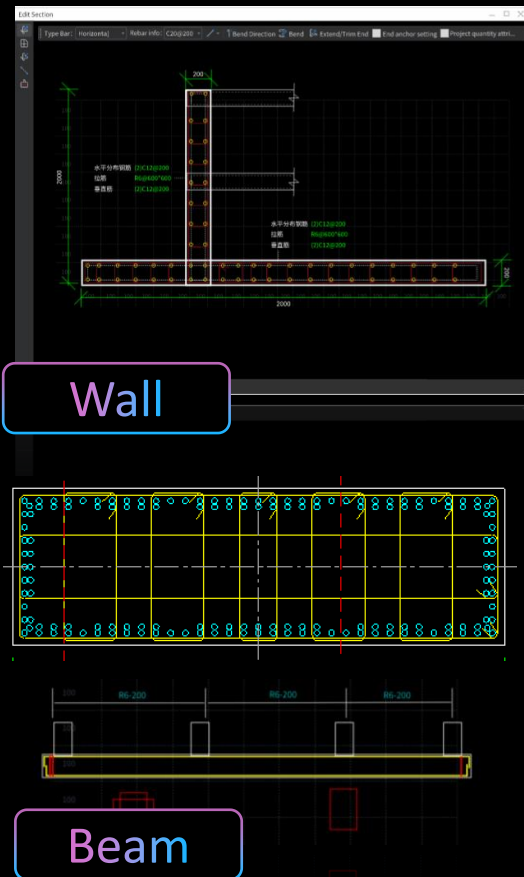 Edit Section
Type Bar: Horizontal Rebar info: C20@200 Bend Direction Bend Extend/Trim End End anchor setting Project quantity attri...
200
2000
水平分布钢筋 (2)C12@200
拉筋 R6@600*600
垂直筋 (2)C12@200
水平分布钢筋 (2)C12@200
拉筋 R6@600*600
垂直筋 (2)C12@200
200
2000
Wall
R6-200 R6-200 R6-200
Beam